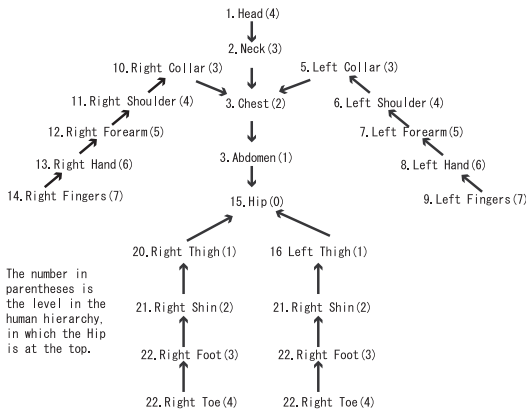 1.Head(4)
2.Neck(3)
10.Right Collar(3)
5.Left Collar(3)
11.Right Shoulder(4)
3.Chest(2)
6.Left Shoulder(4)
12.Right Forearm(5)
7.Left Forearm(5)
13.Right Hand(6)
3.Abdomen(1)
8.Left Hand(6)
14.Right Fingers(7)
9.Left Fingers(7)
15.Hip(0)
20.Right Thigh(1)
16 Left Thigh(1)
The number in
parentheses is
the level in the
human hierarchy,
in which the Hip
is at the top.
21.Right Shin(2)
21.Right Shin(2)
22.Right Foot(3)
22.Right Foot(3)
22.Right Toe(4)
22.Right Toe(4)